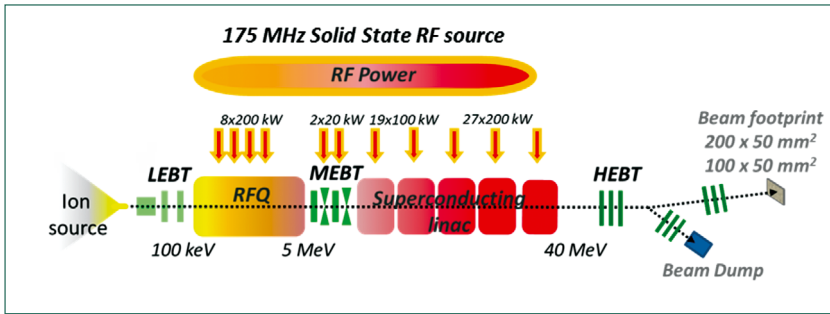 175 MHz Solid State RF source
RF Power
8x200 kW
2x20 kW
19x100 kW
27x200 kW
Beam footprint
200 x 50 mm²
100 x 50 mm²
LEBT
MEBT
HEBT
Ion
source
RFQ
Superconducting
linac
100 keV
5 MeV
40 MeV
Beam Dump